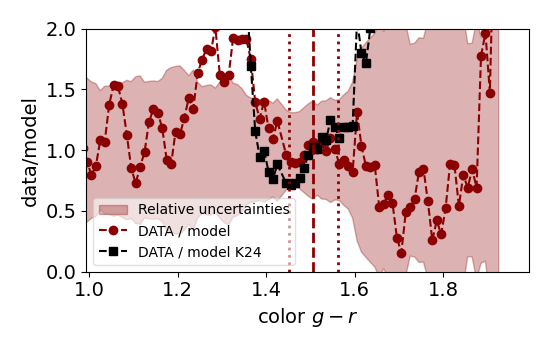 2.0
1.5
1.0
0.5
0.0
data/model
Relative uncertainties
DATA / model
DATA / model K24
1.0 1.2 1.4 1.6 1.8
color g − r